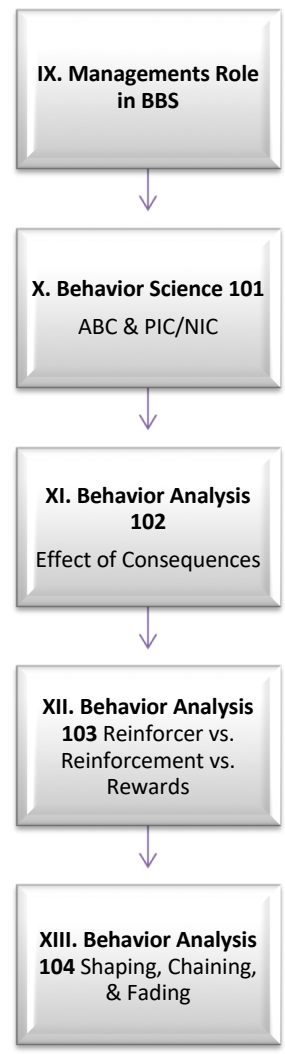 IX. Managements Role
in BBS
X. Behavior Science 101
ABC & PIC/NIC
XI. Behavior Analysis
102
Effect of Consequences
XII. Behavior Analysis
103 Reinforcer vs.
Reinforcement vs.
Rewards
XIII. Behavior Analysis
104 Shaping, Chaining,
& Fading